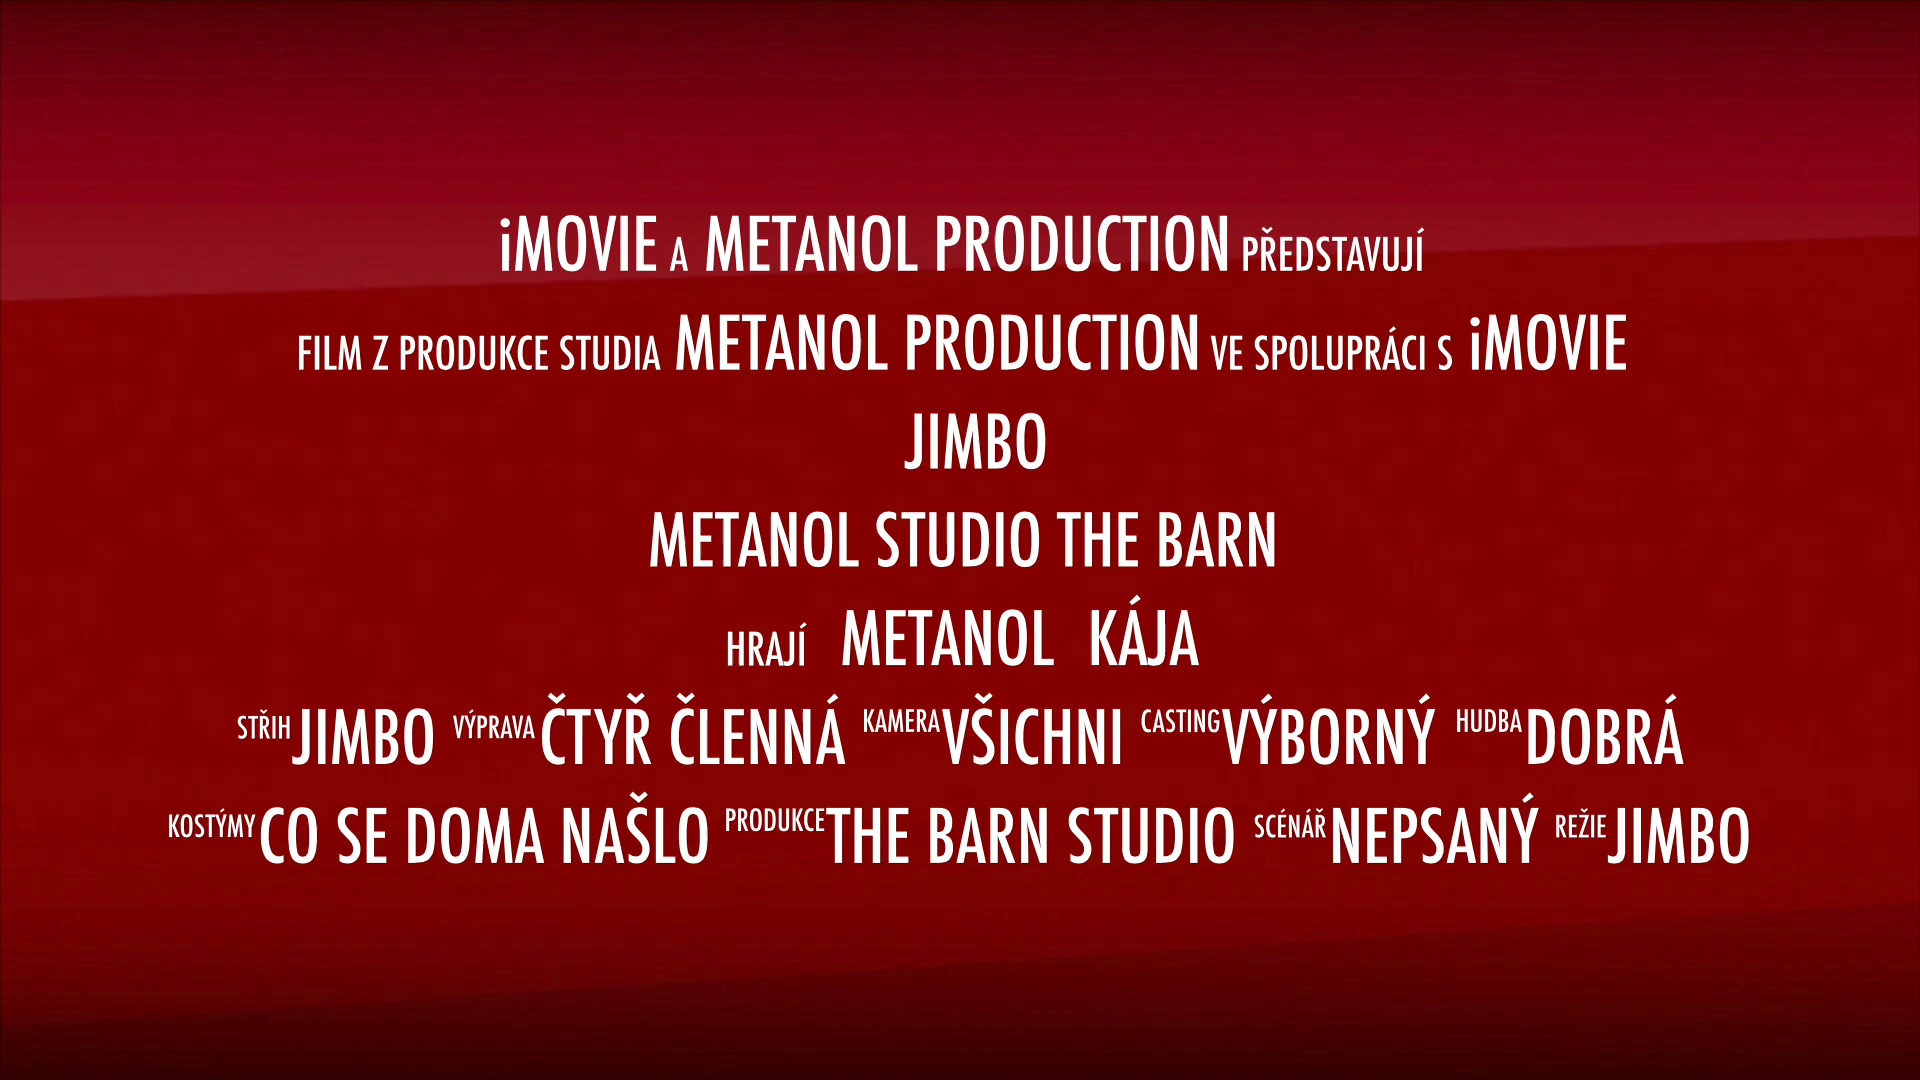 iMOVIE A METANOL PRODUCTION PŘEDSTAVUJÍ
FILM Z PRODUKCE STUDIA METANOL PRODUCTION VE SPOLUPRÁCI S iMOVIE
JIMBO
METANOL STUDIO THE BARN
HRAJÍ METANOL KÁJA
STŘIH JIMBO VÝPRAVA ČTYŘ ČLENNÁ KAMERA VŠICHNI CASTING VÝBORNÝ HUDBA DOBRÁ
KOSTÝMY CO SE DOMA NAŠLO PRODUKCE THE BARN STUDIO SCÉNÁŘ NEPSANÝ REŽIE JIMBO